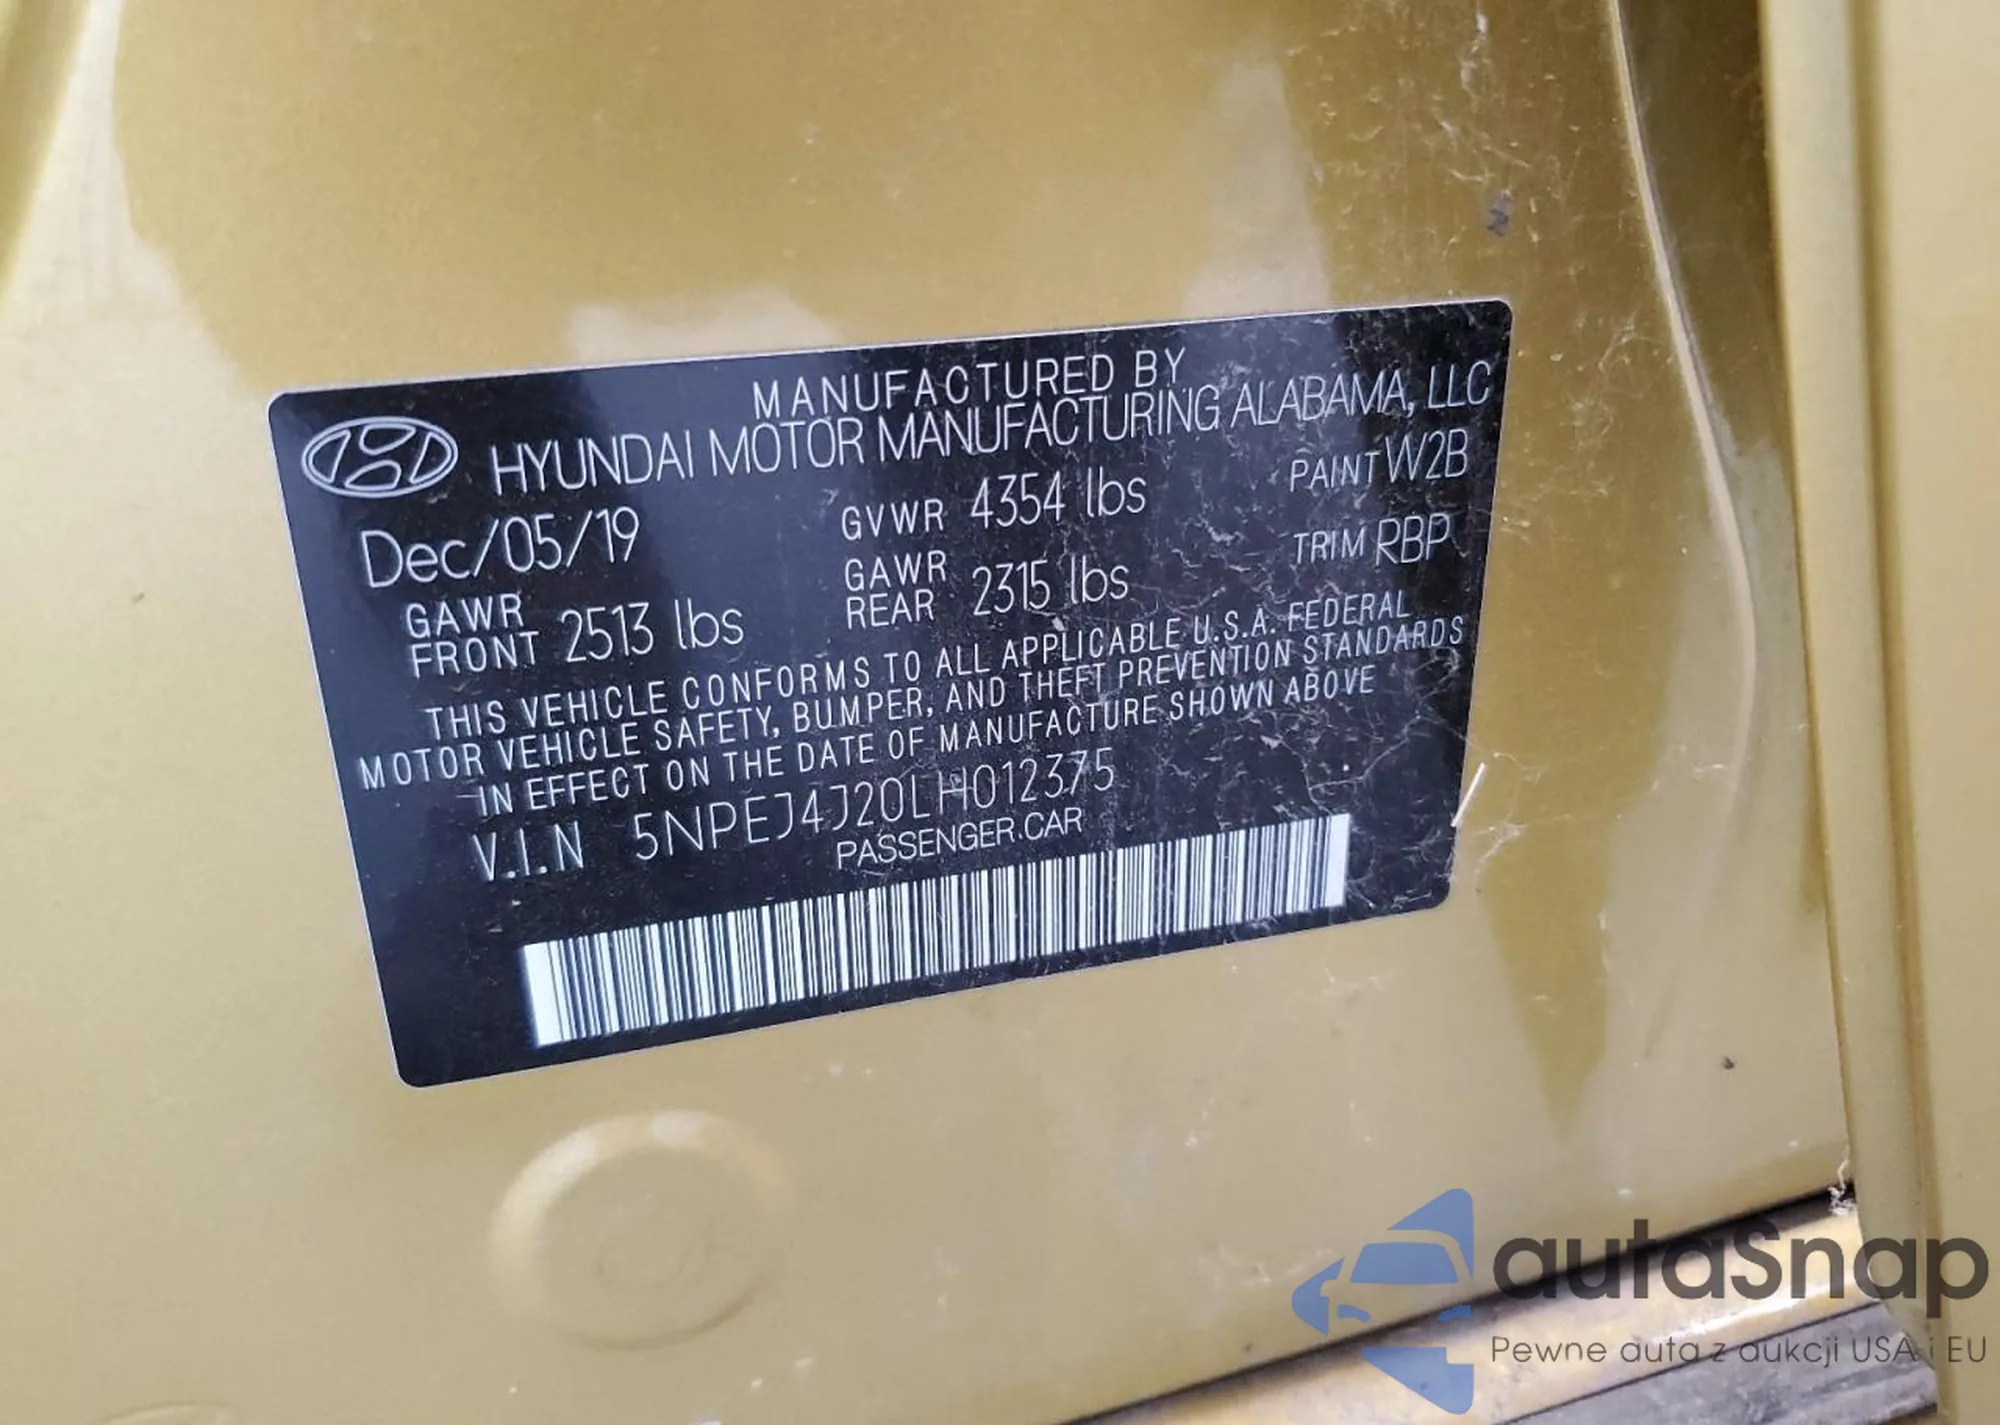 MANUFACTURED BY
HYUNDAI MOTOR MANUFACTURING ALABAMA, LLC
Dec/05/19 GVWR 4354 lbs PAINT W2B
GAWR FRONT 2513 lbs GAWR REAR 2315 lbs TRIM RBP
THIS VEHICLE CONFORMS TO ALL APPLICABLE U.S.A. FEDERAL
MOTOR VEHICLE SAFETY, BUMPER, AND THEFT PREVENTION STANDARDS
IN EFFECT ON THE DATE OF MANUFACTURE SHOWN ABOVE
V.I.N 5NPEJ4J20LH012375
PASSENGER CAR
autaSnap
Pewne auta z aukcji USA i EU